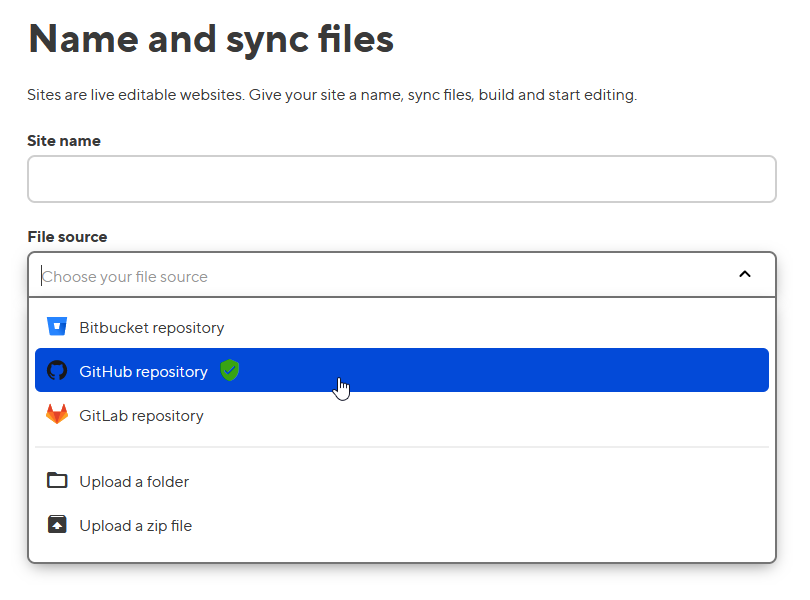 Name and sync files
Sites are live editable websites. Give your site a name, sync files, build and start editing.
Site name
File source
Choose your file source
Bitbucket repository
GitHub repository
GitLab repository
Upload a folder
Upload a zip file